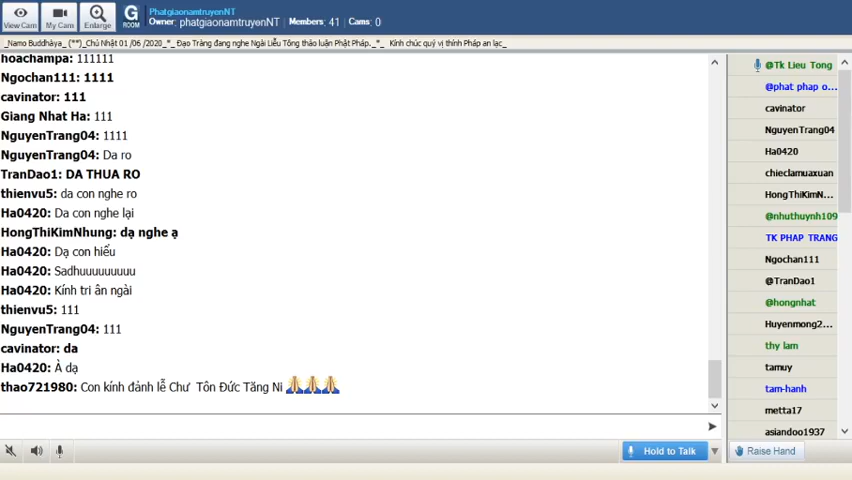 PhatgiaonamtruyenNT
Owner: phatgiaonamtruyenNT Members: 41 Cams: 0
View Cam My Cam Enlarge G ROOM
_Namo Buddhàya_ (**)_Chủ Nhật 01 /06 /2020_*_ Đạo Tràng đang nghe Ngài Liễu Tông thảo luận Phật Pháp._*_ Kính chúc quý vị thính Pháp an lạc_
hoachampa: 111111
Ngochan111: 1111
cavinator: 111
Giang Nhat Ha: 111
NguyenTrang04: 1111
NguyenTrang04: Da ro
TranDao1: DA THUA RO
thienvu5: da con nghe ro
Ha0420: Da con nghe lại
HongThiKimNhung: dạ nghe ạ
Ha0420: Dạ con hiểu
Ha0420: Sadhuuuuuuuuu
Ha0420: Kính tri ân ngài
thienvu5: 111
NguyenTrang04: 111
cavinator: da
Ha0420: À dạ
thao721980: Con kính đảnh lễ Chư Tôn Đức Tăng Ni
@Tk Lieu Tong
@phat phap o...
cavinator
NguyenTrang04
Ha0420
chieclamuaxuan
HongThiKimN...
@nhuthuynh109
TK PHAP TRANG
Ngochan111
@TranDao1
@hongnhat
Huyenmong2...
thy lam
tamuy
tam-hanh
metta17
asiandoo1937
Hold to Talk
Raise Hand